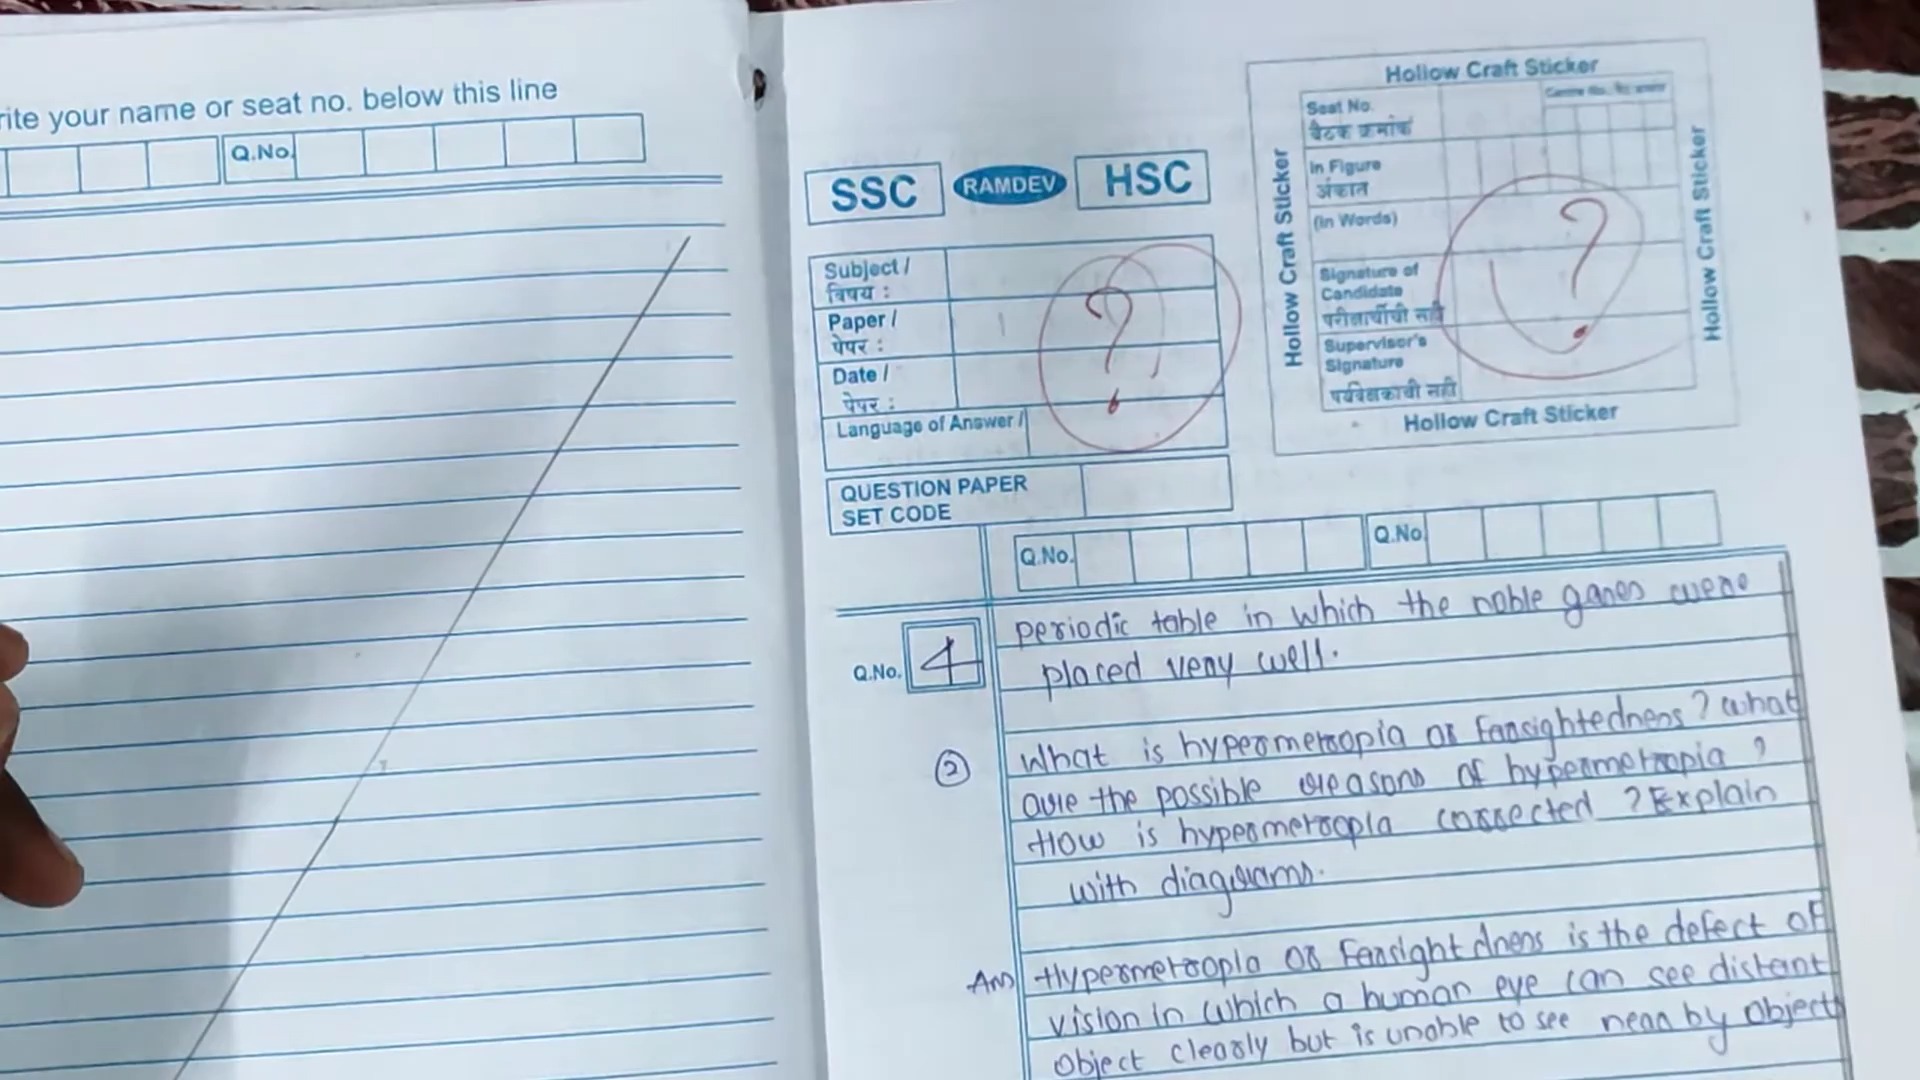 rite your name or seat no. below this line
Q.No.
SSC RAMDEV HSC
Subject /
विषय :
Paper /
पेपर :
Date /
पेपर :
Language of Answer /
QUESTION PAPER
SET CODE
Hollow Craft Sticker
Hollow Craft Sticker
Seat No.
बैठक क्रमांक
In Figure
अंकात
(In Words)
Signature of
Candidate
परीक्षार्थीची सही
Supervisor's
Signature
पर्यवेक्षकाची सही
Hollow Craft Sticker
Hollow Craft Sticker
?
?
Q.No. Q.No.
Q.No. 4
periodic table in which the noble gases were
placed very well.
② What is hypermetropia or farsightedness? what
are the possible reasons of hypermetropia ?
How is hypermetropia corrected ? Explain
with diagrams.
Ans Hypermetropia or Farsightdness is the defect of
vision in which a human eye can see distant
object clearly but is unable to see near by object